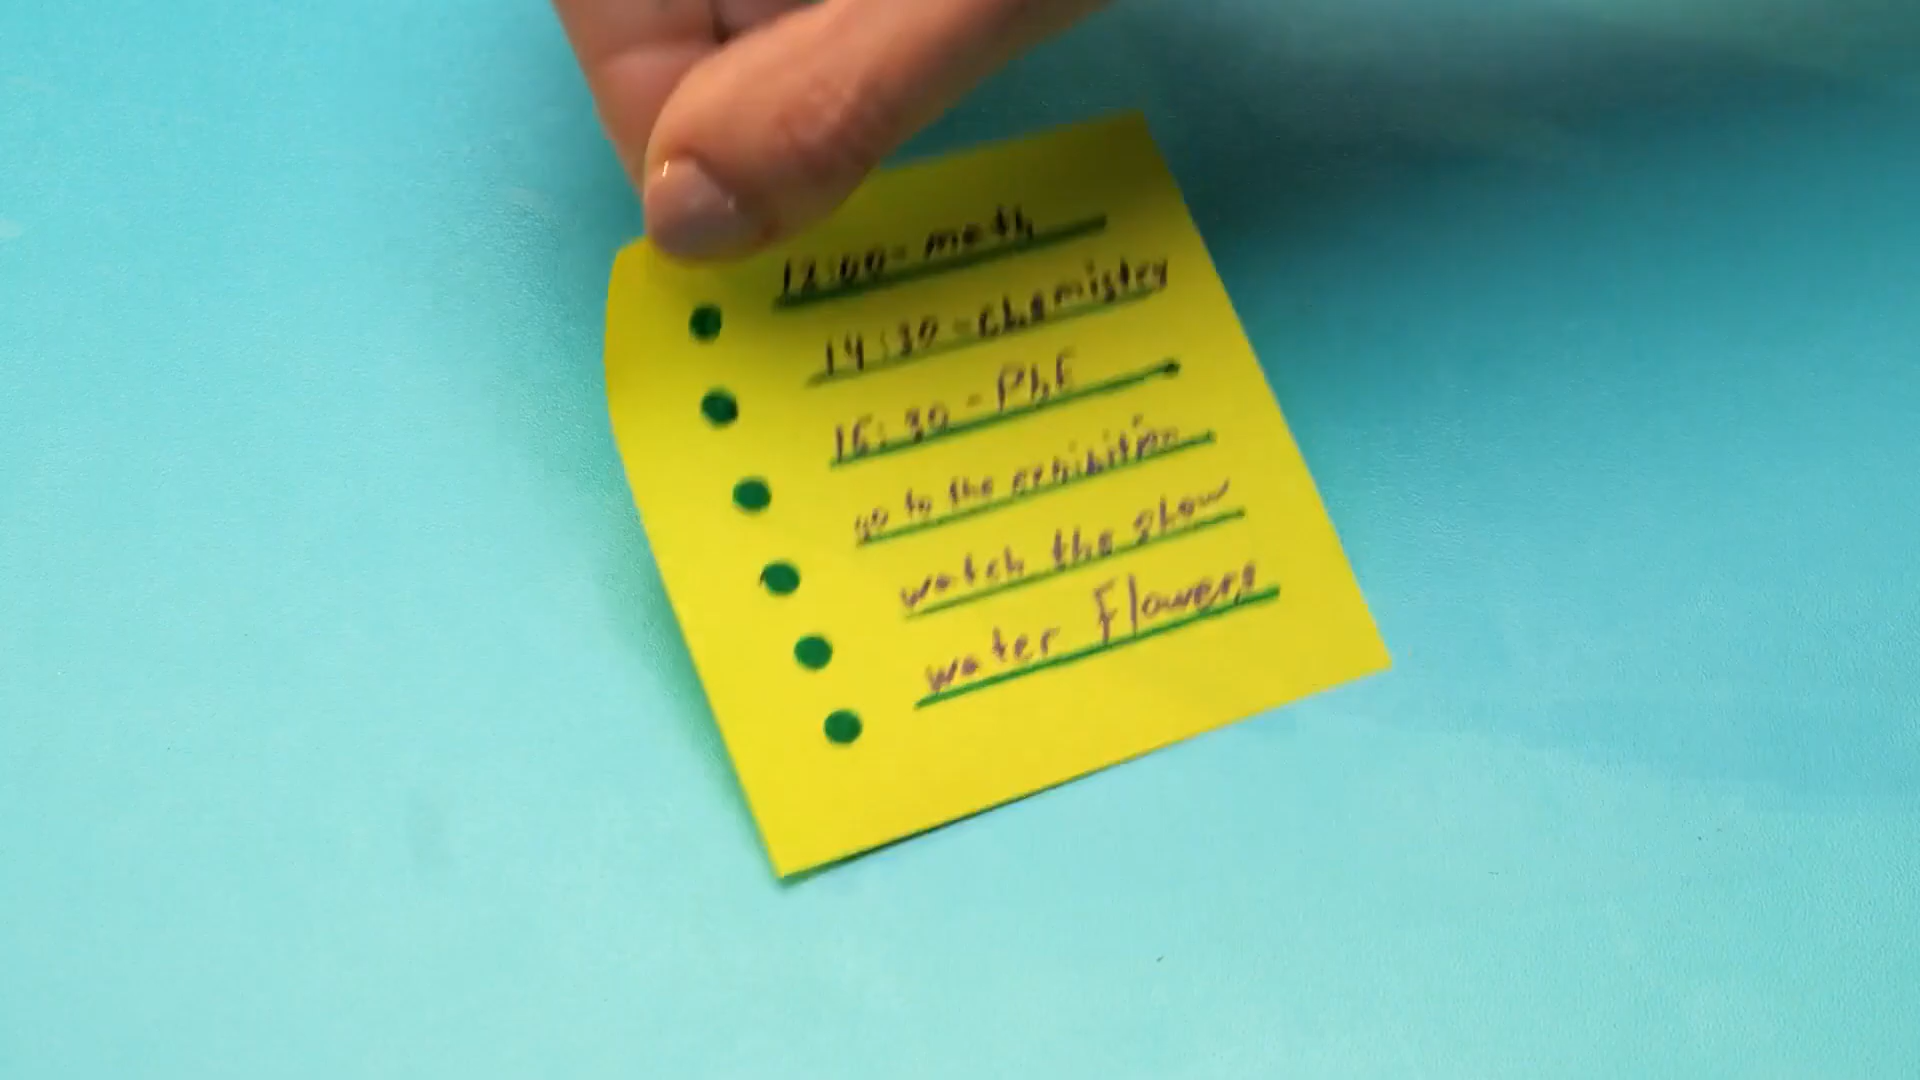 12:00- math
14:30 - chemistry
16:30 - PhE
go to the exhibition
watch the show
water Flowers